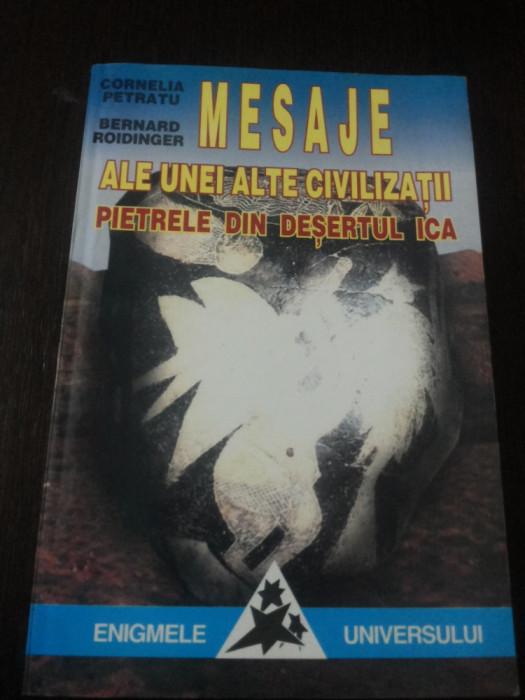 CORNELIA
PETRATU
BERNARD
ROIDINGER
MESAJE
ALE UNEI ALTE CIVILIZAȚII
PIETRELE DIN DEȘERTUL ICA
ENIGMELE
UNIVERSULUI